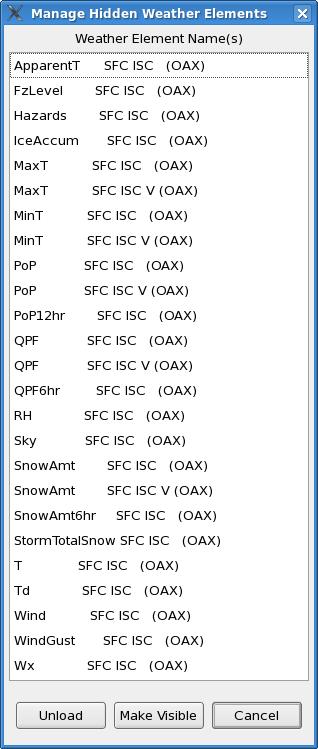 Manage Hidden Weather Elements
Weather Element Name(s)
ApparentT SFC ISC (OAX)
FzLevel SFC ISC (OAX)
Hazards SFC ISC (OAX)
IceAccum SFC ISC (OAX)
MaxT SFC ISC (OAX)
MaxT SFC ISC V (OAX)
MinT SFC ISC (OAX)
MinT SFC ISC V (OAX)
PoP SFC ISC (OAX)
PoP SFC ISC V (OAX)
PoP12hr SFC ISC (OAX)
QPF SFC ISC (OAX)
QPF SFC ISC V (OAX)
QPF6hr SFC ISC (OAX)
RH SFC ISC (OAX)
Sky SFC ISC (OAX)
SnowAmt SFC ISC (OAX)
SnowAmt SFC ISC V (OAX)
SnowAmt6hr SFC ISC (OAX)
StormTotalSnow SFC ISC (OAX)
T SFC ISC (OAX)
Td SFC ISC (OAX)
Wind SFC ISC (OAX)
WindGust SFC ISC (OAX)
Wx SFC ISC (OAX)
Unload Make Visible Cancel